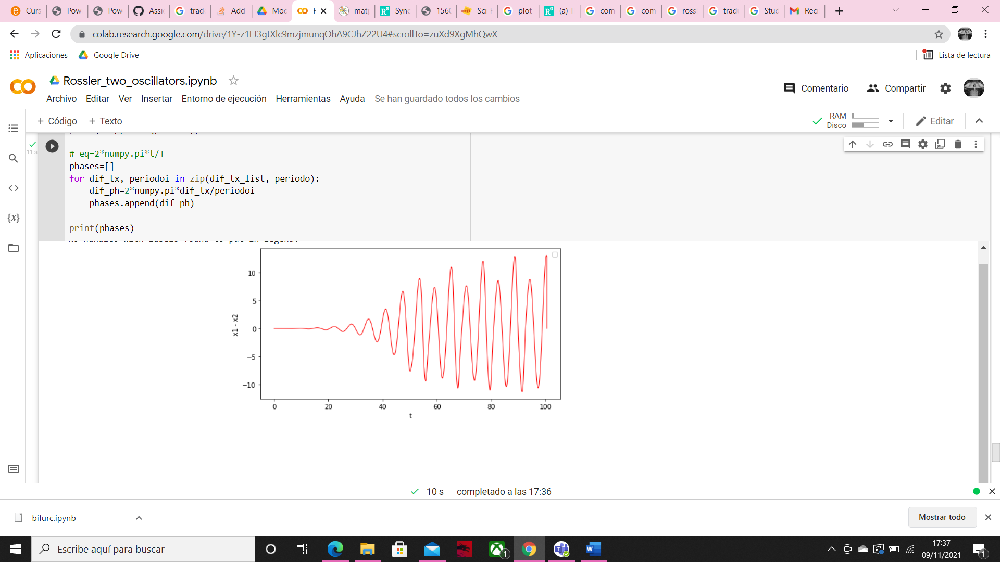 Curs
Pow
Pow
Assi
trad
Add
Mod
F
mat
Sync
1560
Sci-H
plot
(a) T
com
com
ross
trad
Stud
Reci
colab.research.google.com/drive/1Y-z1FJ3gtXlc9mzjmunqOhA9CJhZ22U4#scrollTo=zuXd9XgMhQwX
Aplicaciones
Google Drive
Lista de lectura
Rossler_two_oscillators.ipynb
Archivo Editar Ver Insertar Entorno de ejecución Herramientas Ayuda Se han guardado todos los cambios
Comentario
Compartir
+ Código + Texto
RAM
Disco
Editar
11 s
# eq=2*numpy.pi*t/T
phases=[]
for dif_tx, periodoi in zip(dif_tx_list, periodo):
dif_ph=2*numpy.pi*dif_tx/periodoi
phases.append(dif_ph)
print(phases)
10
5
0
−5
−10
x1 - x2
0 20 40 60 80 100
t
10 s completado a las 17:36
bifurc.ipynb
Mostrar todo
Escribe aquí para buscar
1
17:37
09/11/2021
1